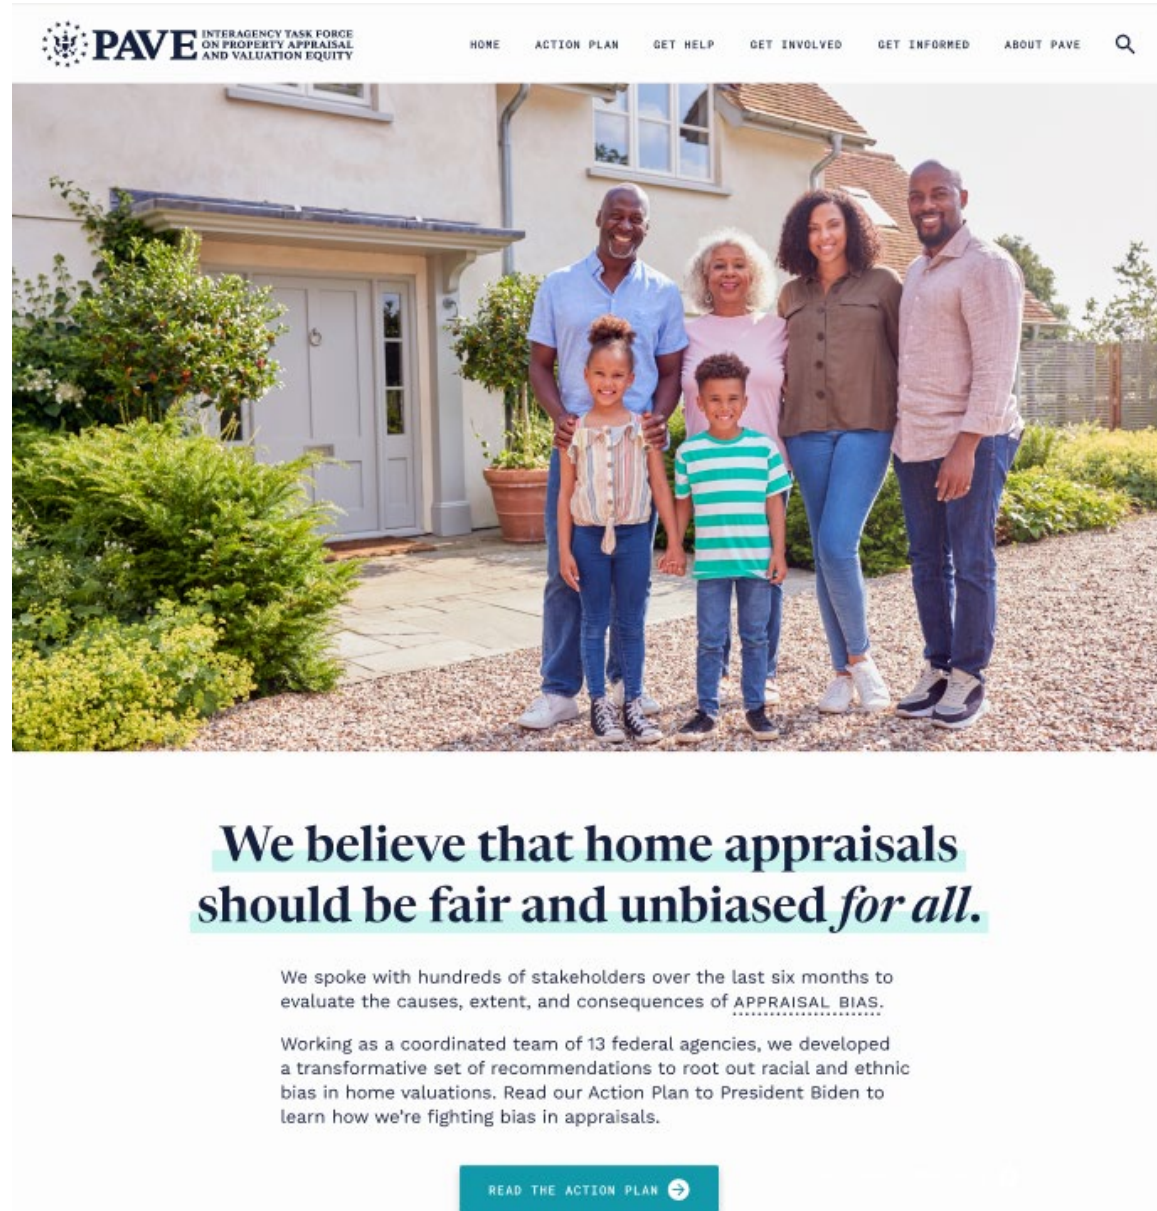 PAVE
INTERAGENCY TASK FORCE
ON PROPERTY APPRAISAL
AND VALUATION EQUITY
HOME ACTION PLAN GET HELP GET INVOLVED GET INFORMED ABOUT PAVE
We believe that home appraisals
should be fair and unbiased for all.
We spoke with hundreds of stakeholders over the last six months to
evaluate the causes, extent, and consequences of APPRAISAL BIAS.
Working as a coordinated team of 13 federal agencies, we developed
a transformative set of recommendations to root out racial and ethnic
bias in home valuations. Read our Action Plan to President Biden to
learn how we're fighting bias in appraisals.
READ THE ACTION PLAN